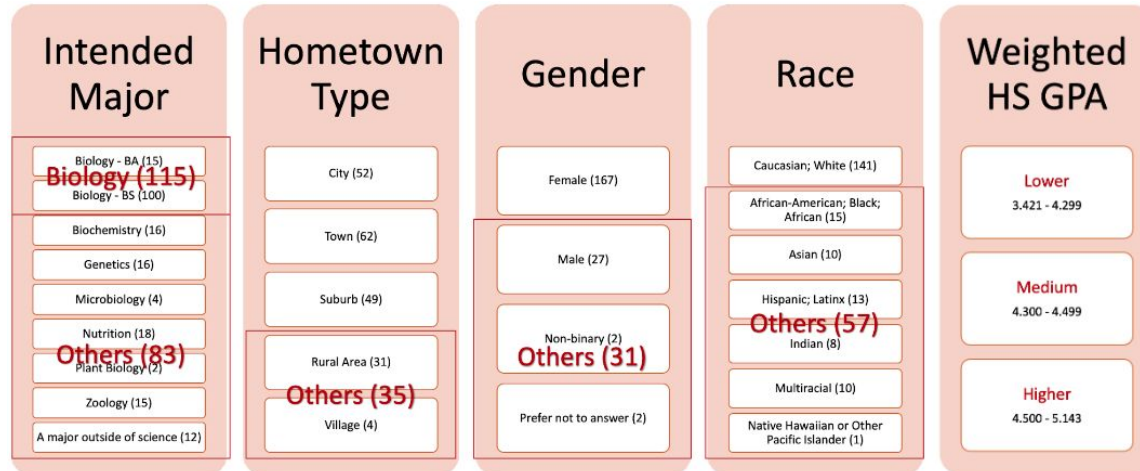 Intended
Major
Biology - BA (15)
Biology (115)
Biology - BS (100)
Biochemistry (16)
Genetics (16)
Microbiology (4)
Nutrition (18)
Others (83)
Plant Biology (2)
Zoology (15)
A major outside of science (12)
Hometown
Type
City (52)
Town (62)
Suburb (49)
Rural Area (31)
Others (35)
Village (4)
Gender
Female (167)
Male (27)
Non-binary (2)
Others (31)
Prefer not to answer (2)
Race
Caucasian; White (141)
African-American; Black;
African (15)
Asian (10)
Hispanic; Latinx (13)
Others (57)
Indian (8)
Multiracial (10)
Native Hawaiian or Other
Pacific Islander (1)
Weighted
HS GPA
Lower
3.421 - 4.299
Medium
4.300 - 4.499
Higher
4.500 - 5.143